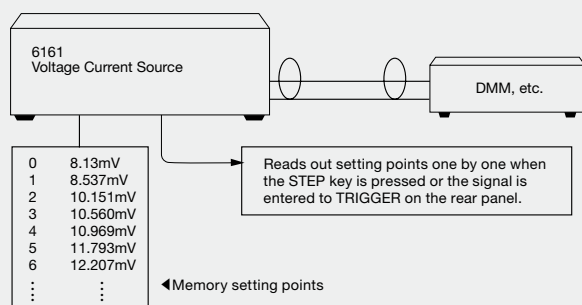 6161
Voltage Current Source
DMM, etc.
0 8.13mV
1 8.537mV
2 10.151mV
3 10.560mV
4 10.969mV
5 11.793mV
6 12.207mV
⋮ ⋮
Reads out setting points one by one when
the STEP key is pressed or the signal is
entered to TRIGGER on the rear panel.
◀Memory setting points